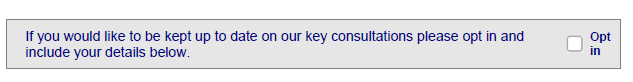 If you would like to be kept up to date on our key consultations please opt in and
include your details below.
Opt
in